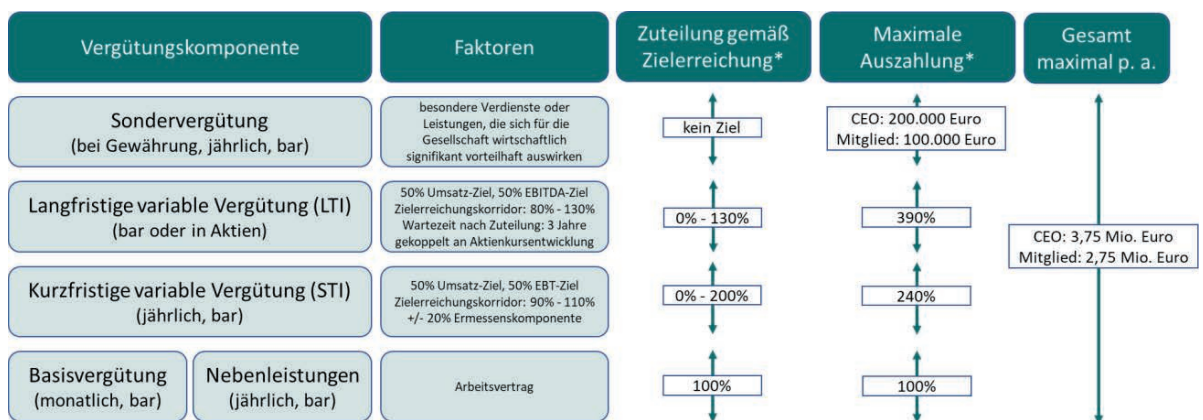 Vergütungskomponente
Faktoren
Zuteilung gemäß
Zielerreichung*
Maximale
Auszahlung*
Gesamt
maximal p. a.
Sondervergütung
(bei Gewährung, jährlich, bar)
besondere Verdienste oder
Leistungen, die sich für die
Gesellschaft wirtschaftlich
signifikant vorteilhaft auswirken
kein Ziel
CEO: 200.000 Euro
Mitglied: 100.000 Euro
Langfristige variable Vergütung (LTI)
(bar oder in Aktien)
50% Umsatz-Ziel, 50% EBITDA-Ziel
Zielerreichungskorridor: 80% - 130%
Wartezeit nach Zuteilung: 3 Jahre
gekoppelt an Aktienkursentwicklung
0% - 130%
390%
CEO: 3,75 Mio. Euro
Mitglied: 2,75 Mio. Euro
Kurzfristige variable Vergütung (STI)
(jährlich, bar)
50% Umsatz-Ziel, 50% EBT-Ziel
Zielerreichungskorridor: 90% - 110%
+/- 20% Ermessenskomponente
0% - 200%
240%
Basisvergütung
(monatlich, bar)
Nebenleistungen
(jährlich, bar)
Arbeitsvertrag
100%
100%